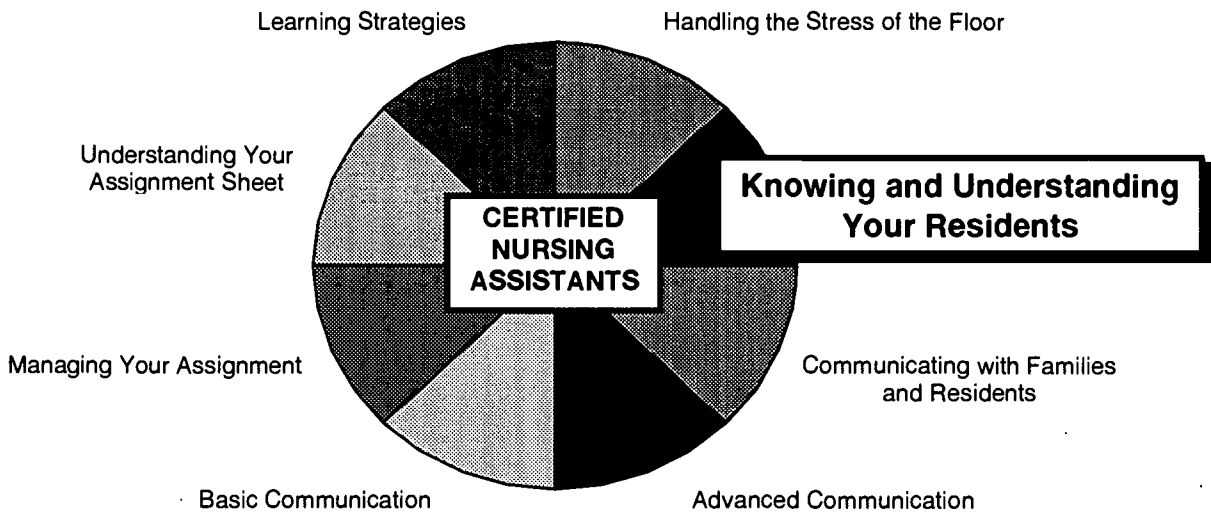 Learning Strategies
Handling the Stress of the Floor
Understanding Your
Assignment Sheet
CERTIFIED
NURSING
ASSISTANTS
Knowing and Understanding
Your Residents
Managing Your Assignment
Communicating with Families
and Residents
Basic Communication
Advanced Communication